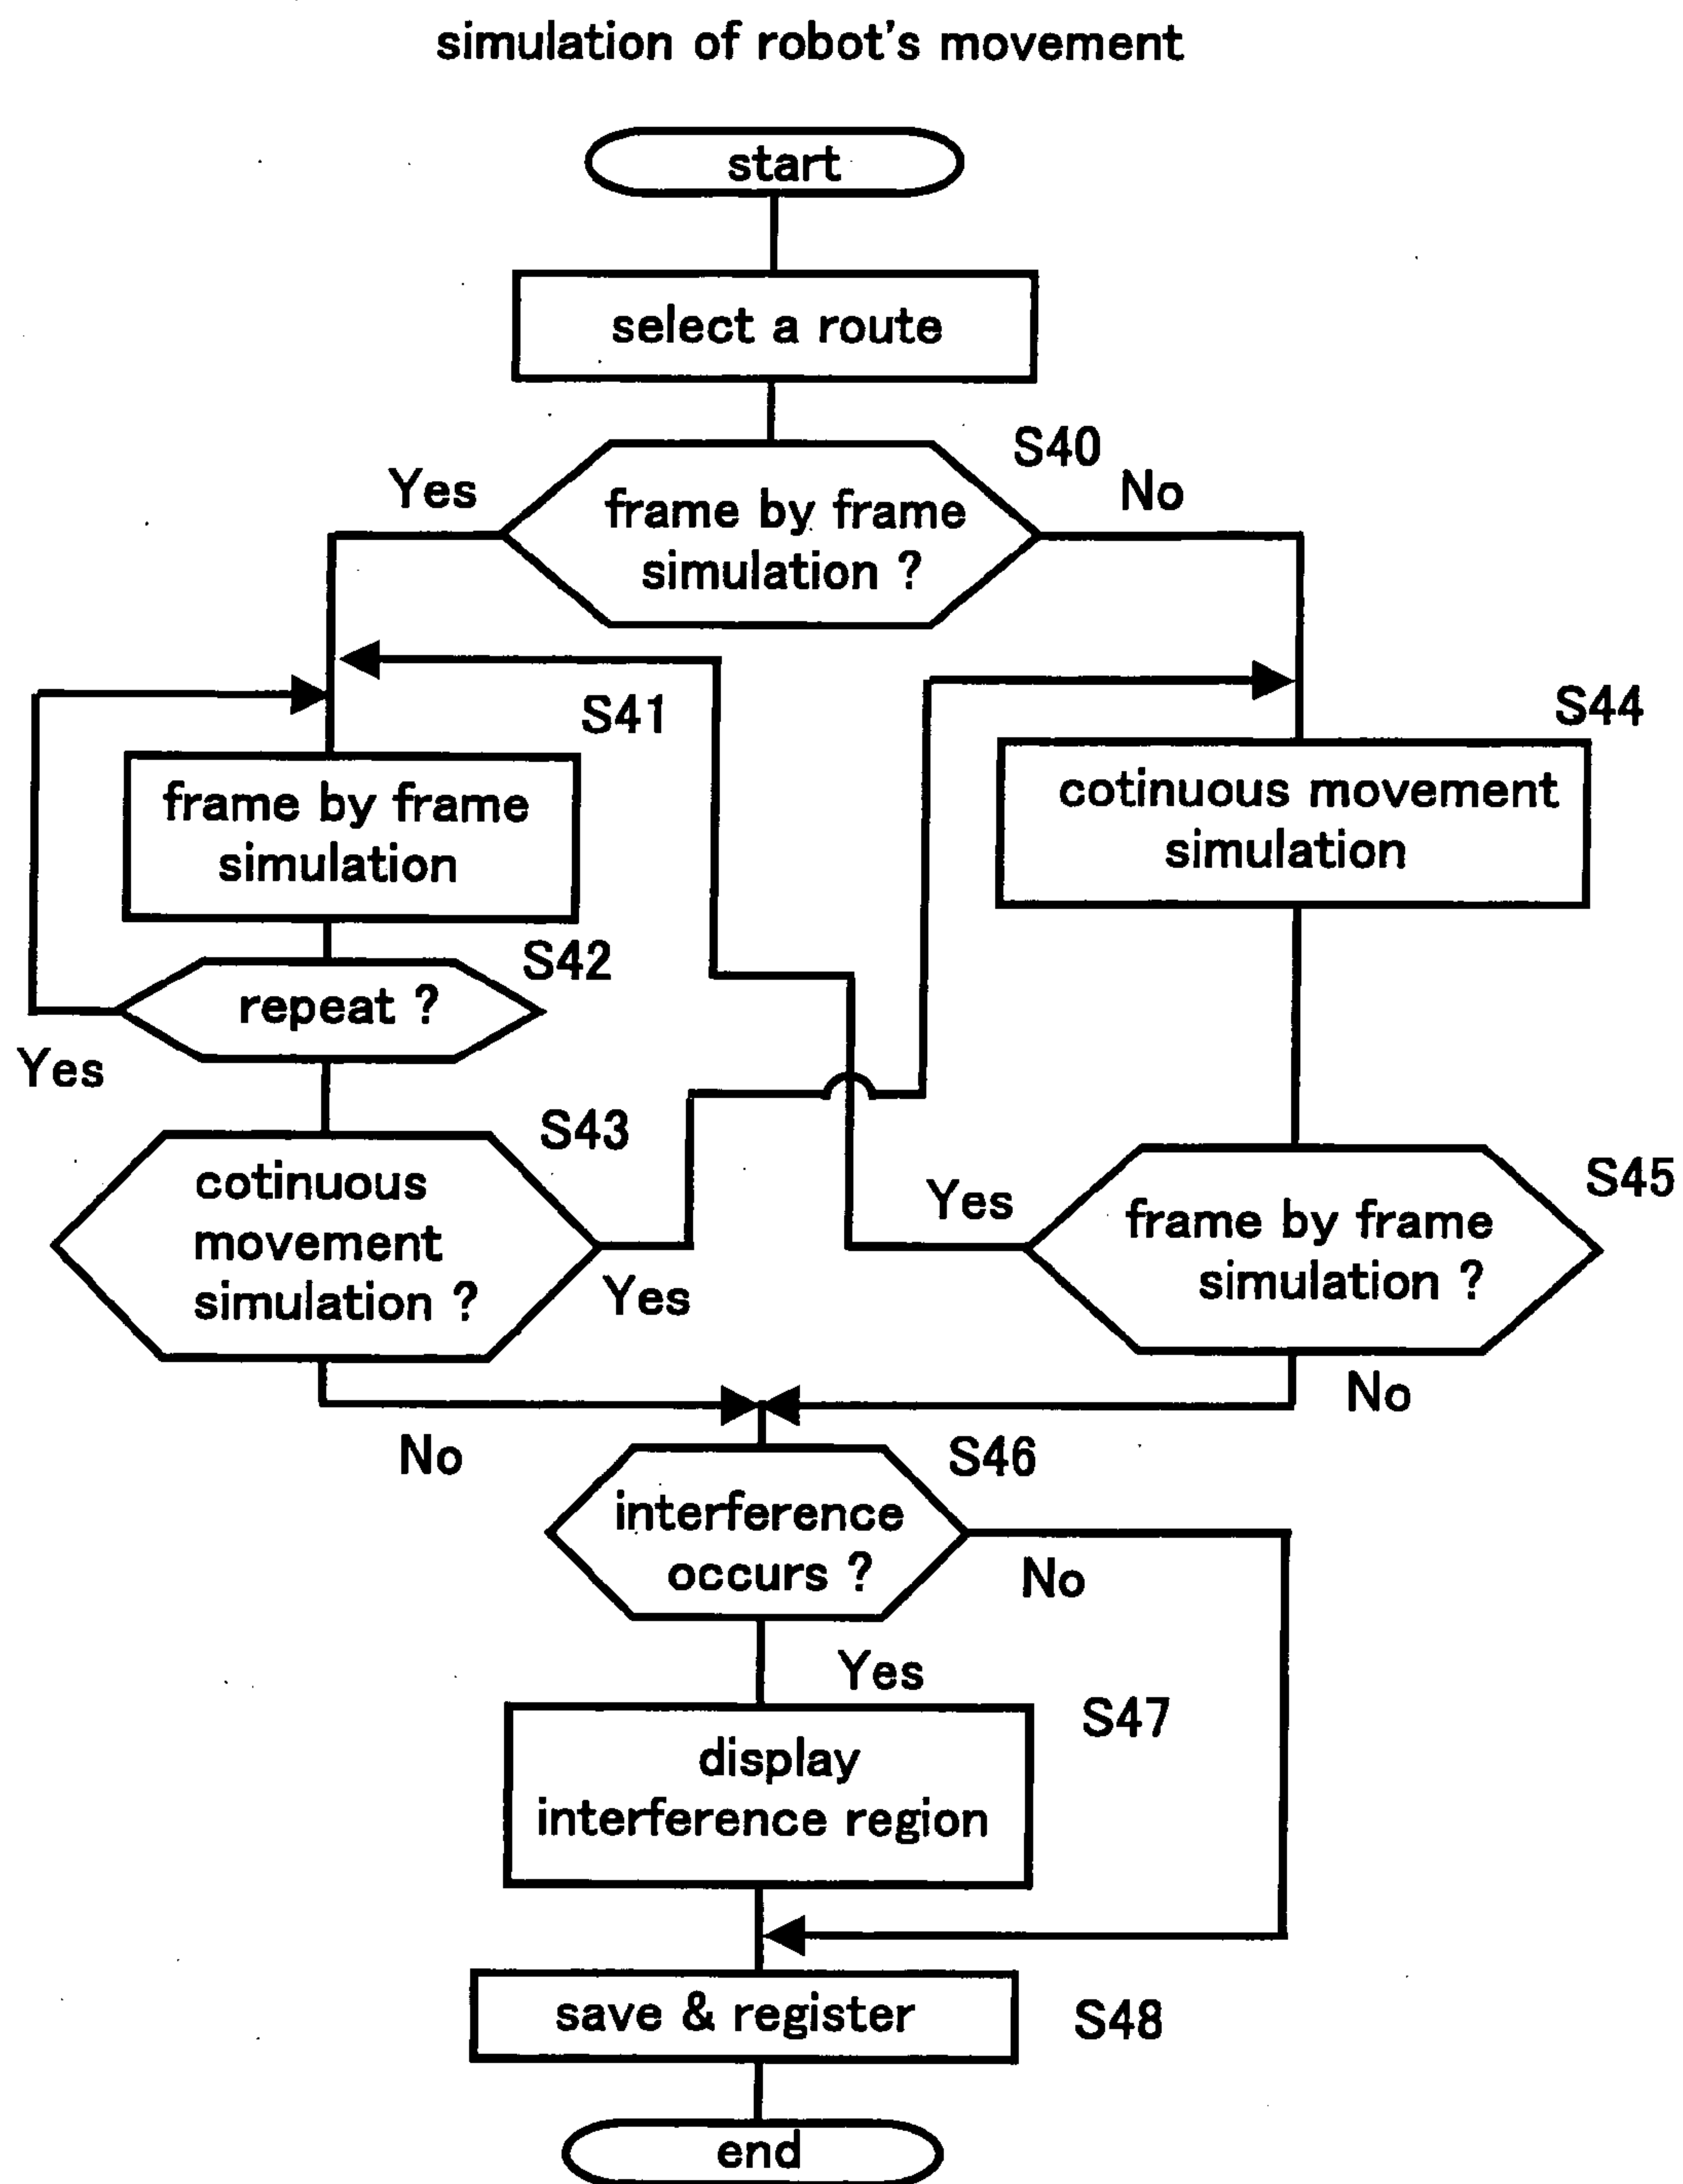 simulation of robot's movement
start
select a route
S40
Yes
No
frame by frame
simulation ?
S41
S44
frame by frame
simulation
cotinuous movement
simulation
S42
repeat ?
Yes
S43
cotinuous
movement
simulation ?
Yes
S45
Yes
frame by frame
simulation ?
No
No
S46
interference
occurs ?
No
Yes
S47
display
interference region
save & register
S48
end